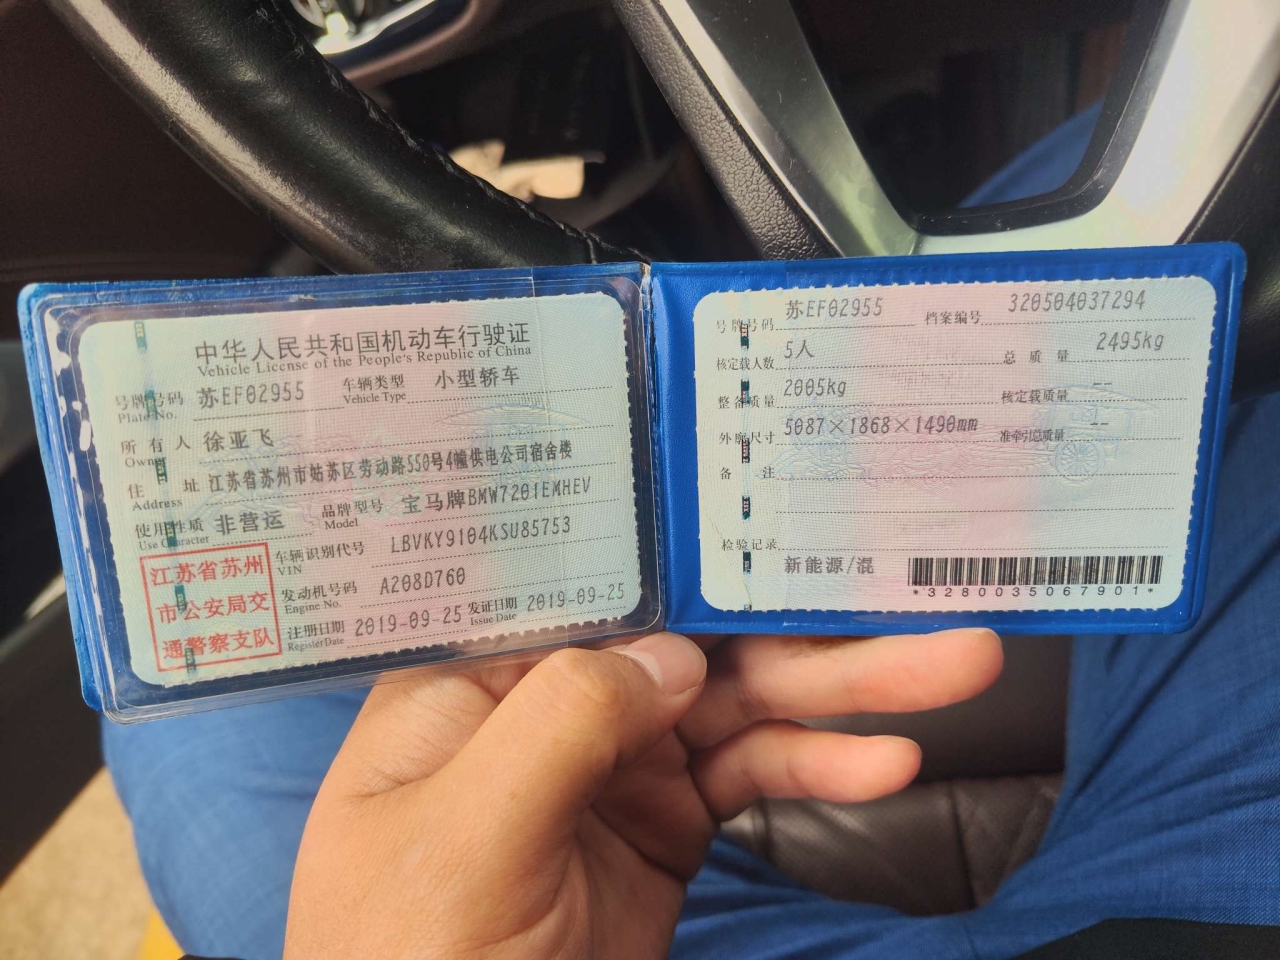 中华人民共和国机动车行驶证
Vehicle License of the People's Republic of China
号牌号码 苏EF02955 车辆类型 小型轿车
Plate No. Vehicle Type
所有人 徐亚飞
Owner
住址 江苏省苏州市姑苏区劳动路550号4幢供电公司宿舍楼
Address
使用性质 非营运 品牌型号 宝马牌BMW7201EMHEV
Use Character Model
江苏省苏州
市公安局交
通警察支队
车辆识别代号 LBVKY9104KSU85753
VIN
发动机号码 A208D760
Engine No.
注册日期 2019-09-25 发证日期 2019-09-25
Register Date Issue Date
号牌号码 苏EF02955 档案编号 320504037294
核定载人数 5人 总质量 2495kg
整备质量 2005kg 核定载质量 --
外廓尺寸 5087×1868×1490mm 准牵引总质量 --
备注
检验记录
新能源/混
*3280035067901*